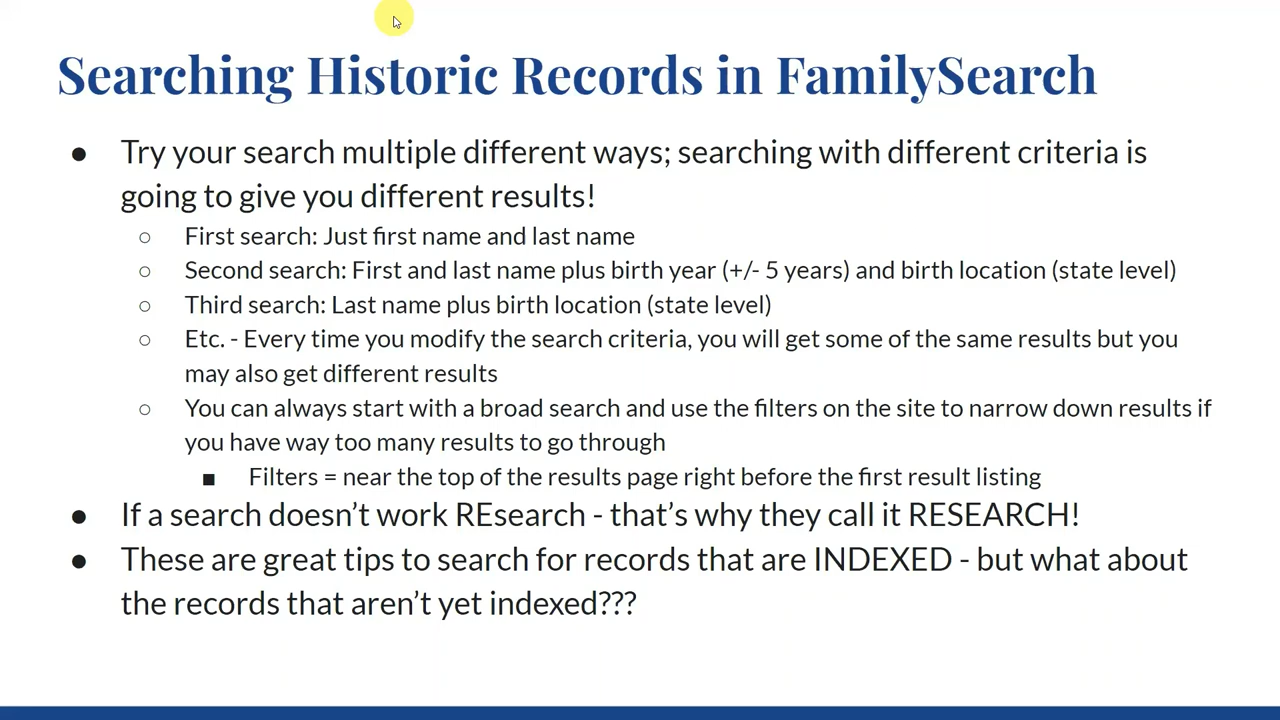 Searching Historic Records in FamilySearch
● Try your search multiple different ways; searching with different criteria is
going to give you different results!
○ First search: Just first name and last name
○ Second search: First and last name plus birth year (+/- 5 years) and birth location (state level)
○ Third search: Last name plus birth location (state level)
○ Etc. - Every time you modify the search criteria, you will get some of the same results but you
may also get different results
○ You can always start with a broad search and use the filters on the site to narrow down results if
you have way too many results to go through
■ Filters = near the top of the results page right before the first result listing
● If a search doesn’t work REsearch - that’s why they call it RESEARCH!
● These are great tips to search for records that are INDEXED - but what about
the records that aren’t yet indexed???